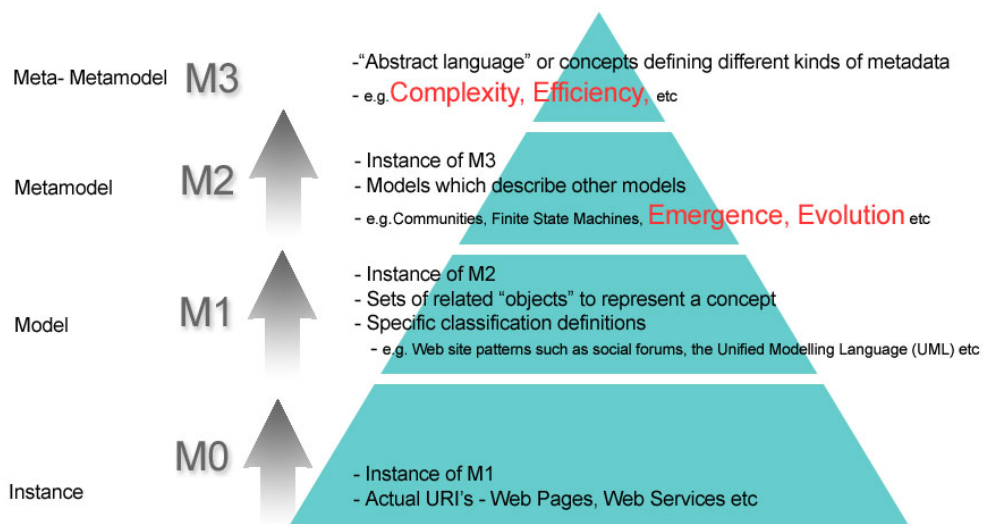 Meta- Metamodel M3
-“Abstract language” or concepts defining different kinds of metadata
- e.g.Complexity, Efficiency, etc
Metamodel M2
- Instance of M3
- Models which describe other models
- e.g.Communities, Finite State Machines, Emergence, Evolution etc
Model M1
- Instance of M2
- Sets of related “objects” to represent a concept
- Specific classification definitions
- e.g. Web site patterns such as social forums, the Unified Modelling Language (UML) etc
Instance M0
- Instance of M1
- Actual URI's - Web Pages, Web Services etc